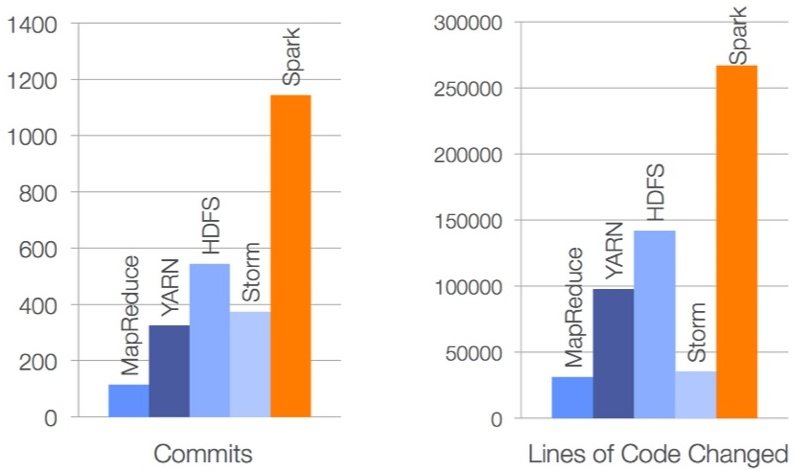 1400
1200
1000
800
600
400
200
0
MapReduce
YARN
HDFS
Storm
Spark
Commits
300000
250000
200000
150000
100000
50000
0
MapReduce
YARN
HDFS
Storm
Spark
Lines of Code Changed